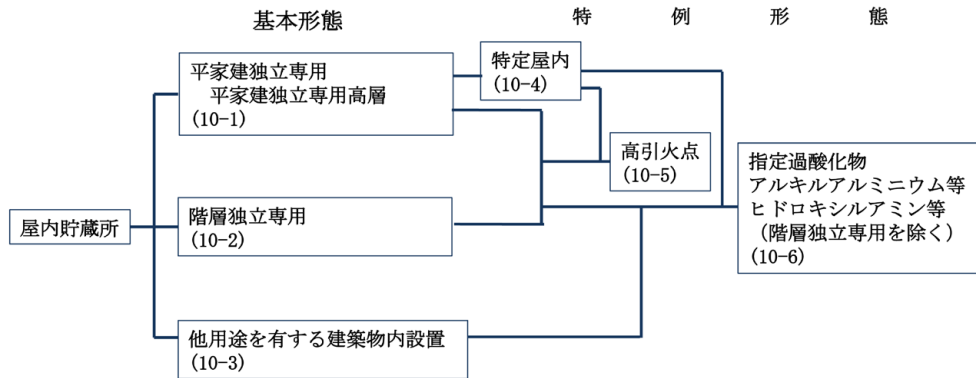 基本形態
特例形態
平家建独立専用
平家建独立専用高層
(10-1)
特定屋内
(10-4)
高引火点
(10-5)
指定過酸化物
アルキルアルミニウム等
ヒドロキシルアミン等
（階層独立専用を除く）
(10-6)
屋内貯蔵所
階層独立専用
(10-2)
他用途を有する建築物内設置
(10-3)